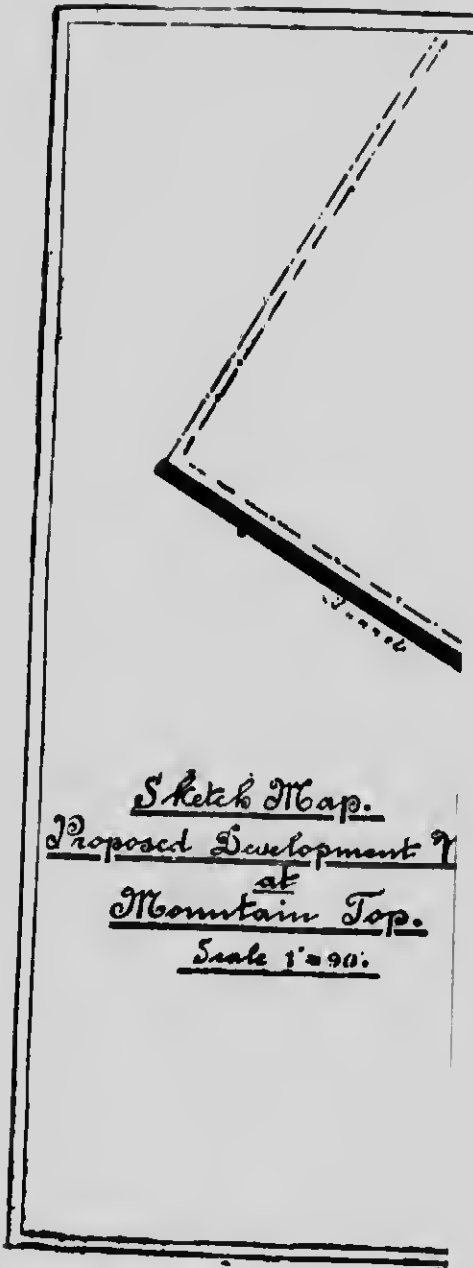 Sketch Map.
Proposed Development
at
Mountain Top.
Scale 1"=90'.